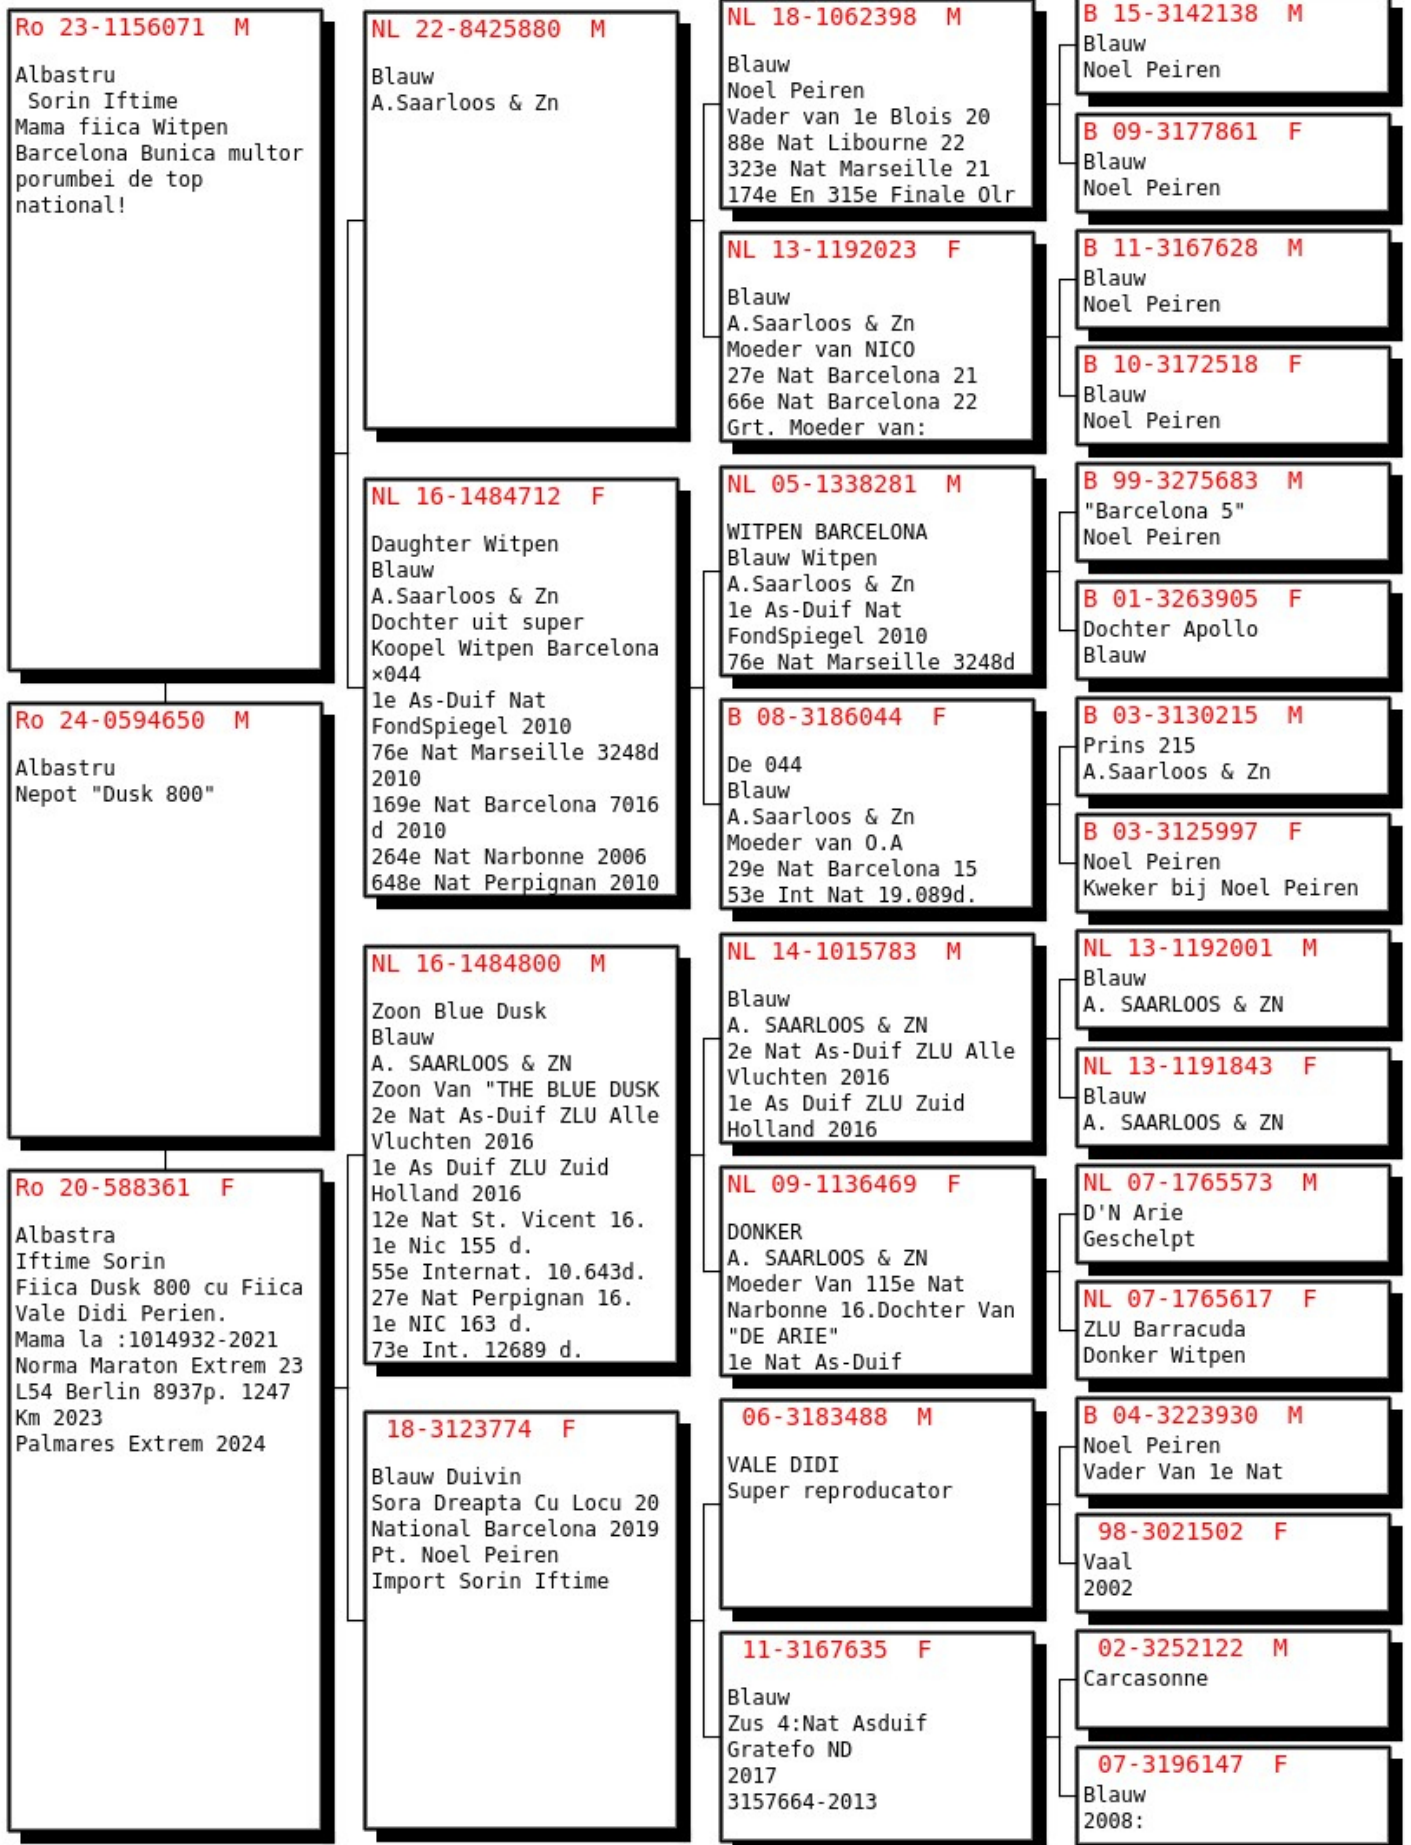 Ro 23-1156071 M
Albastru
Sorin Iftime
Mama fiica Witpen
Barcelona Bunica multor
porumbei de top
national!
Ro 24-0594650 M
Albastru
Nepot "Dusk 800"
Ro 20-588361 F
Albastra
Iftime Sorin
Fiica Dusk 800 cu Fiica
Vale Didi Perien.
Mama la :1014932-2021
Norma Maraton Extrem 23
L54 Berlin 8937p. 1247
Km 2023
Palmares Extrem 2024
NL 22-8425880 M
Blauw
A.Saarloos & Zn
NL 16-1484712 F
Daughter Witpen
Blauw
A.Saarloos & Zn
Dochter uit super
Koopel Witpen Barcelona
×044
1e As-Duif Nat
FondSpiegel 2010
76e Nat Marseille 3248d
2010
169e Nat Barcelona 7016
d 2010
264e Nat Narbonne 2006
648e Nat Perpignan 2010
NL 16-1484800 M
Zoon Blue Dusk
Blauw
A. SAARLOOS & ZN
Zoon Van "THE BLUE DUSK
2e Nat As-Duif ZLU Alle
Vluchten 2016
1e As Duif ZLU Zuid
Holland 2016
12e Nat St. Vicent 16.
1e Nic 155 d.
55e Internat. 10.643d.
27e Nat Perpignan 16.
1e NIC 163 d.
73e Int. 12689 d.
18-3123774 F
Blauw Duivin
Sora Dreapta Cu Locu 20
National Barcelona 2019
Pt. Noel Peiren
Import Sorin Iftime
NL 18-1062398 M
Blauw
Noel Peiren
Vader van 1e Blois 20
88e Nat Libourne 22
323e Nat Marseille 21
174e En 315e Finale Olr
NL 13-1192023 F
Blauw
A.Saarloos & Zn
Moeder van NICO
27e Nat Barcelona 21
66e Nat Barcelona 22
Grt. Moeder van:
NL 05-1338281 M
WITPEN BARCELONA
Blauw Witpen
A.Saarloos & Zn
1e As-Duif Nat
FondSpiegel 2010
76e Nat Marseille 3248d
B 08-3186044 F
De 044
Blauw
A.Saarloos & Zn
Moeder van O.A
29e Nat Barcelona 15
53e Int Nat 19.089d.
NL 14-1015783 M
Blauw
A. SAARLOOS & ZN
2e Nat As-Duif ZLU Alle
Vluchten 2016
1e As Duif ZLU Zuid
Holland 2016
NL 09-1136469 F
DONKER
A. SAARLOOS & ZN
Moeder Van 115e Nat
Narbonne 16.Dochter Van
"DE ARIE"
1e Nat As-Duif
06-3183488 M
VALE DIDI
Super reproducator
11-3167635 F
Blauw
Zus 4:Nat Asduif
Gratefo ND
2017
3157664-2013
B 15-3142138 M
Blauw
Noel Peiren
B 09-3177861 F
Blauw
Noel Peiren
B 11-3167628 M
Blauw
Noel Peiren
B 10-3172518 F
Blauw
Noel Peiren
B 99-3275683 M
"Barcelona 5"
Noel Peiren
B 01-3263905 F
Dochter Apollo
Blauw
B 03-3130215 M
Prins 215
A.Saarloos & Zn
B 03-3125997 F
Noel Peiren
Kweker bij Noel Peiren
NL 13-1192001 M
Blauw
A. SAARLOOS & ZN
NL 13-1191843 F
Blauw
A. SAARLOOS & ZN
NL 07-1765573 M
D'N Arie
Geschelpt
NL 07-1765617 F
ZLU Barracuda
Donker Witpen
B 04-3223930 M
Noel Peiren
Vader Van 1e Nat
98-3021502 F
Vaal
2002
02-3252122 M
Carcasonne
07-3196147 F
Blauw
2008: